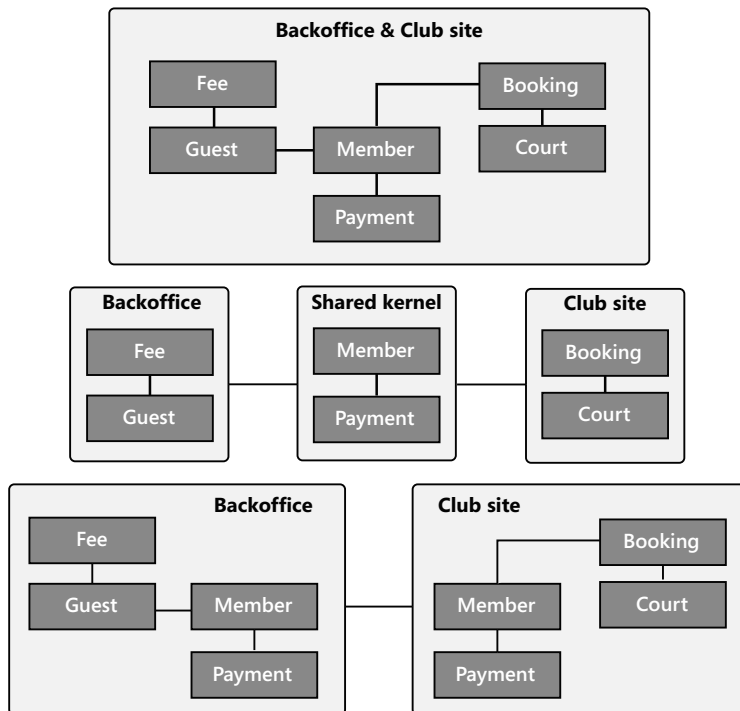 Backoffice & Club site
Fee
Booking
Guest
Member
Court
Payment
Backoffice
Shared kernel
Club site
Fee
Member
Booking
Guest
Payment
Court
Backoffice
Club site
Fee
Booking
Guest
Member
Member
Court
Payment
Payment